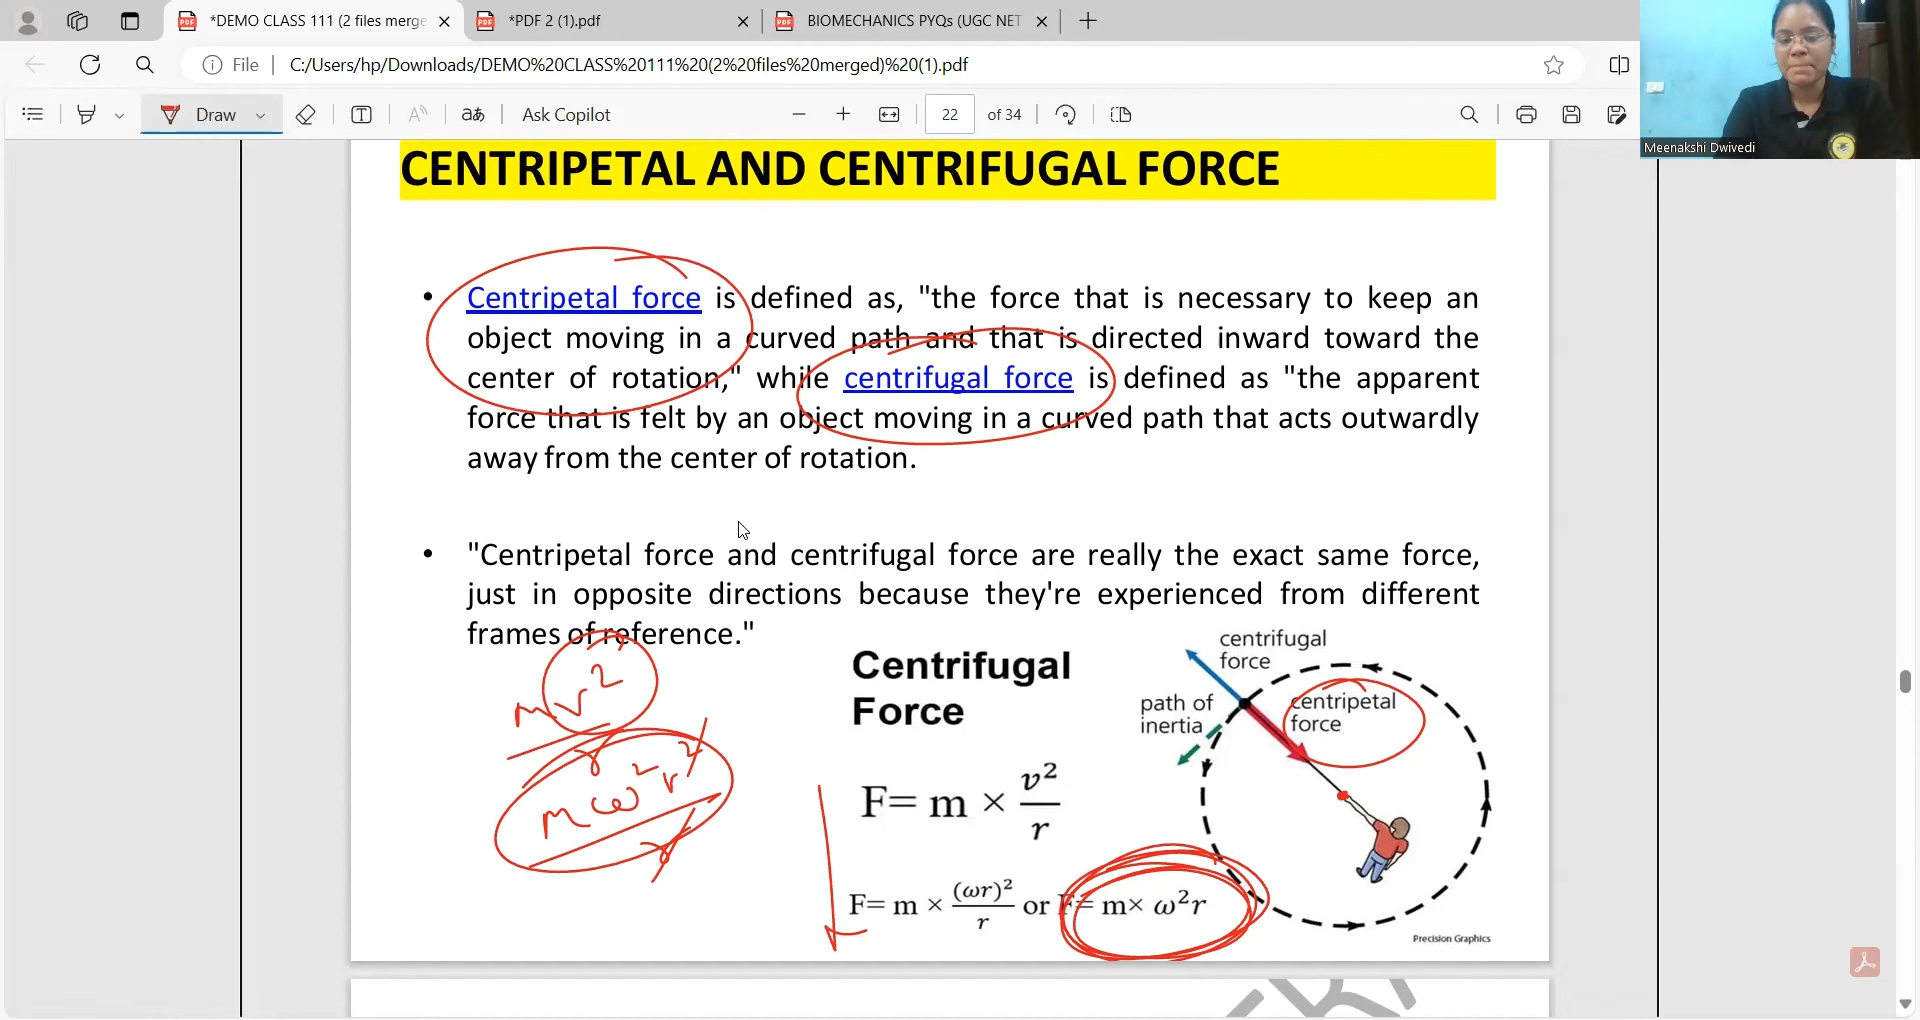 *DEMO CLASS 111 (2 files merge
*PDF 2 (1).pdf
BIOMECHANICS PYQs (UGC NET
File
C:/Users/hp/Downloads/DEMO%20CLASS%20111%20(2%20files%20merged)%20(1).pdf
Draw
Ask Copilot
22 of 34
Meenakshi Dwivedi
CENTRIPETAL AND CENTRIFUGAL FORCE
• Centripetal force is defined as, "the force that is necessary to keep an
object moving in a curved path and that is directed inward toward the
center of rotation," while centrifugal force is defined as "the apparent
force that is felt by an object moving in a curved path that acts outwardly
away from the center of rotation.
• "Centripetal force and centrifugal force are really the exact same force,
just in opposite directions because they're experienced from different
frames of reference."
mv²
r
mω²r²
r
Centrifugal
Force
F= m × v²/r
F= m × (ωr)²/r or F= m× ω²r
centrifugal
force
path of
inertia
centripetal
force
Precision Graphics